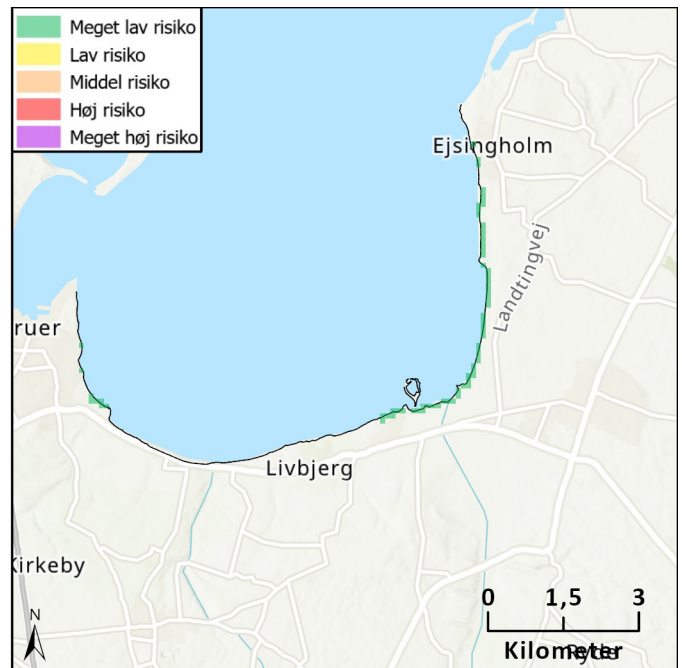 Meget lav risiko
Lav risiko
Middel risiko
Høj risiko
Meget høj risiko
Ejsingholm
Landtingvej
ruer
Livbjerg
Kirkeby
N
0 1,5 3
Kilometer
Ryde